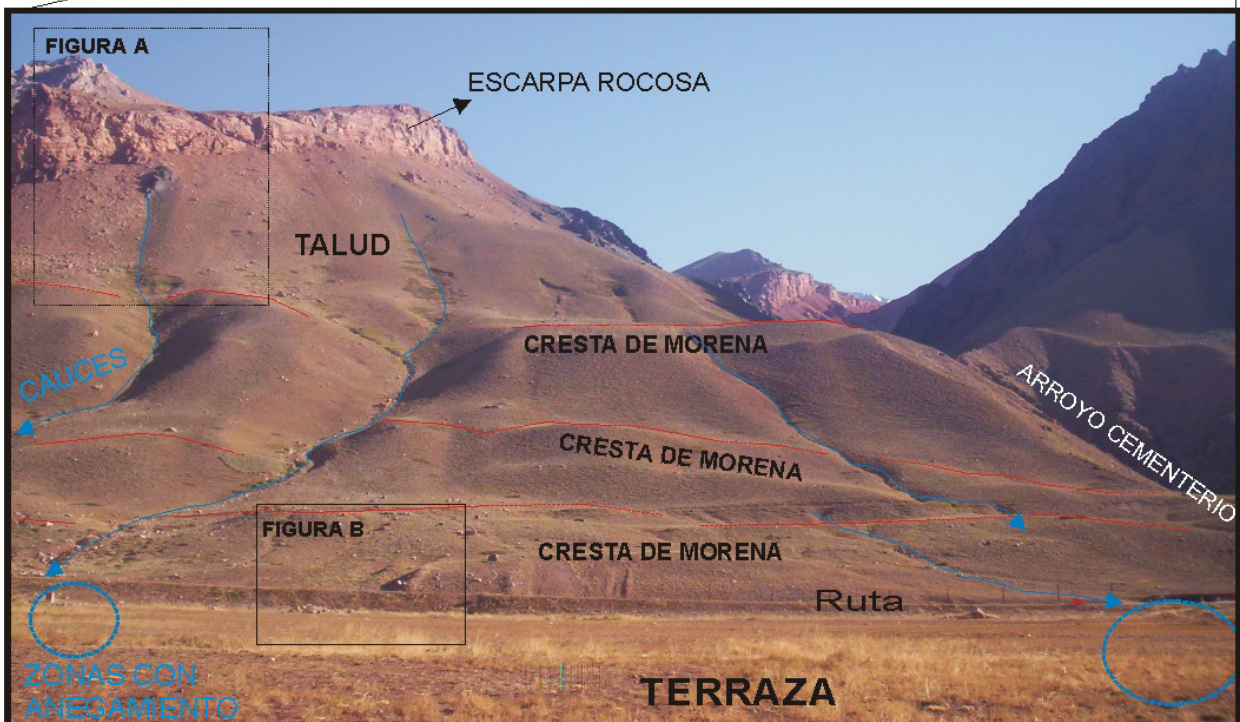 FIGURA A
ESCARPA ROCOSA
TALUD
CRESTA DE MORENA
CAUCES
ARROYO CEMENTERIO
CRESTA DE MORENA
FIGURA B
CRESTA DE MORENA
Ruta
ZONAS CON
ANEGAMIENTO
TERRAZA